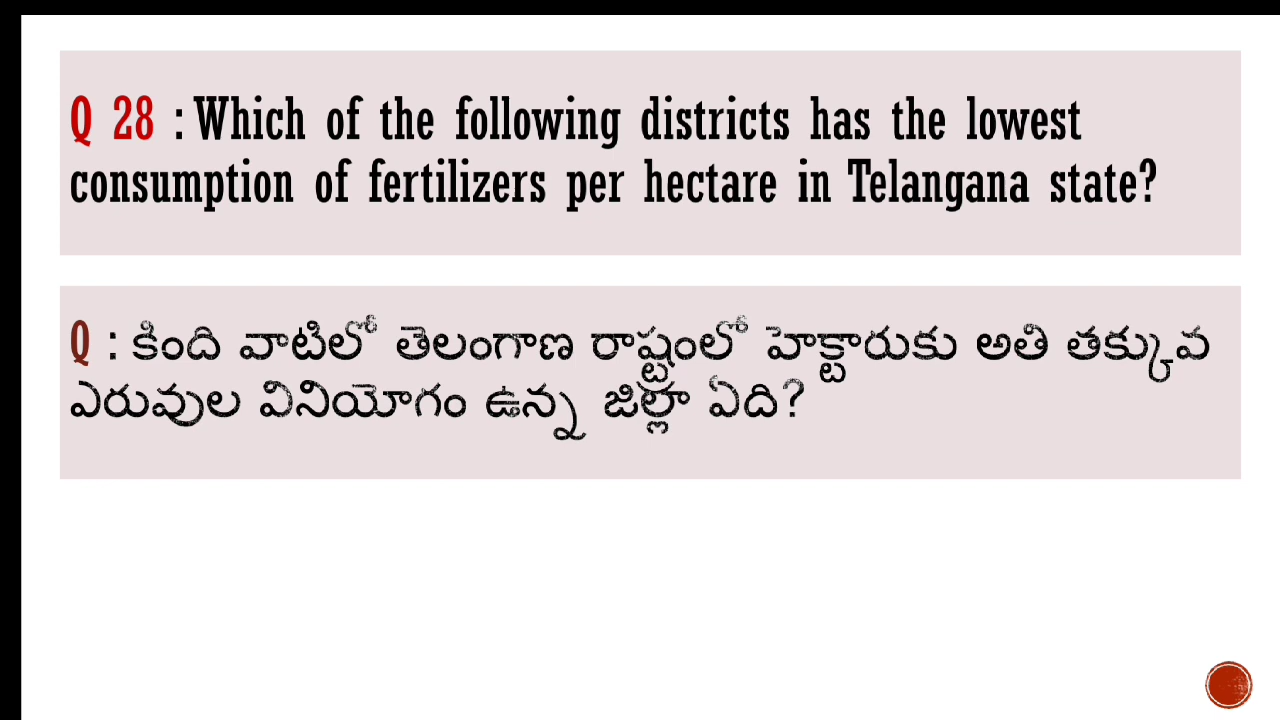 Q 28 : Which of the following districts has the lowest
consumption of fertilizers per hectare in Telangana state?
Q : కింది వాటిలో తెలంగాణ రాష్ట్రంలో హెక్టారుకు అతి తక్కువ
ఎరువుల వినియోగం ఉన్న జిల్లా ఏది?